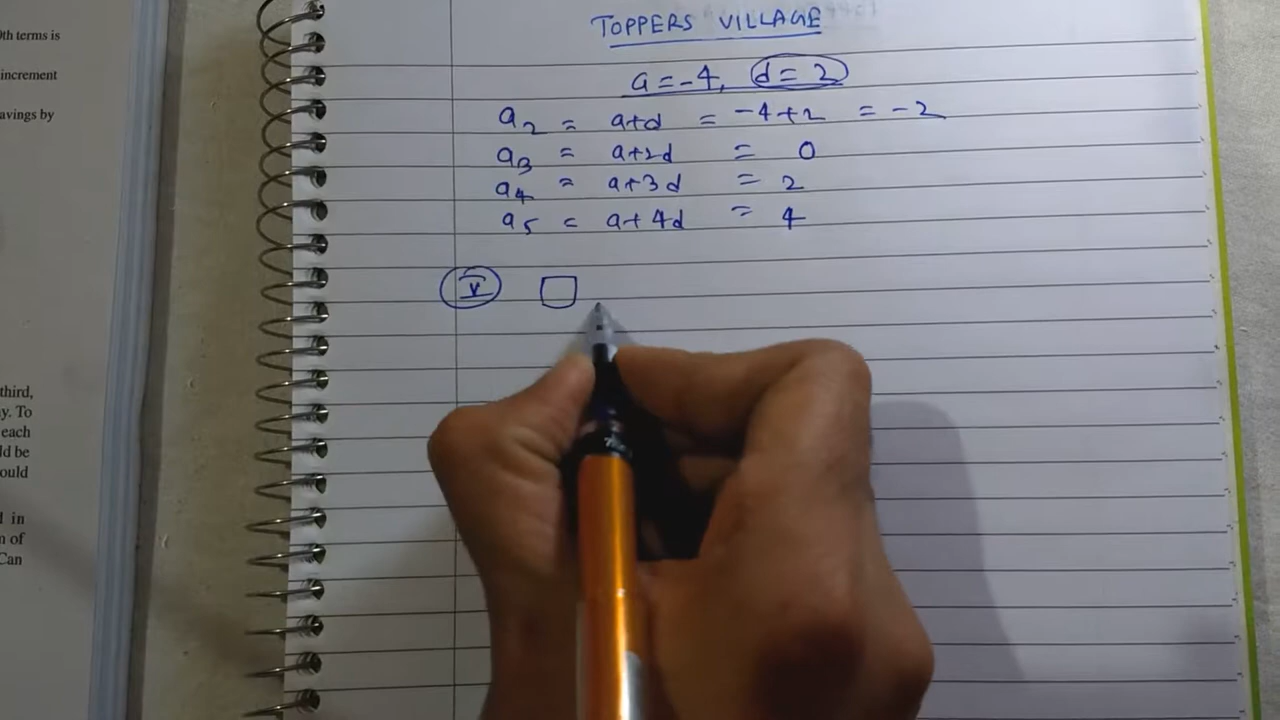 0th terms is
increment
avings by
third,
y. To
each
ld be
ould
d in
n of
Can
TOPPERS VILLAGE
a = -4, d = 2
a2 = a+d = -4+2 = -2
a3 = a+2d = 0
a4 = a+3d = 2
a5 = a+4d = 4
V □